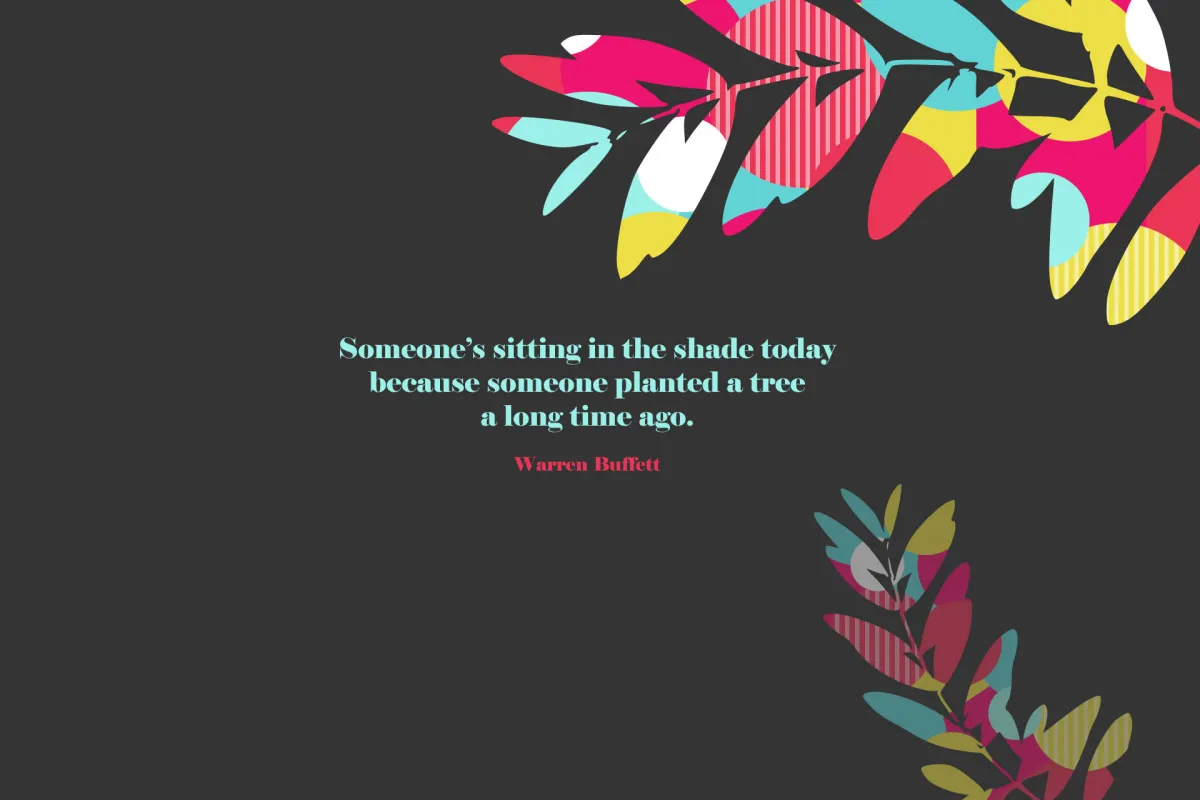 Someone’s sitting in the shade today
because someone planted a tree
a long time ago.
Warren Buffett